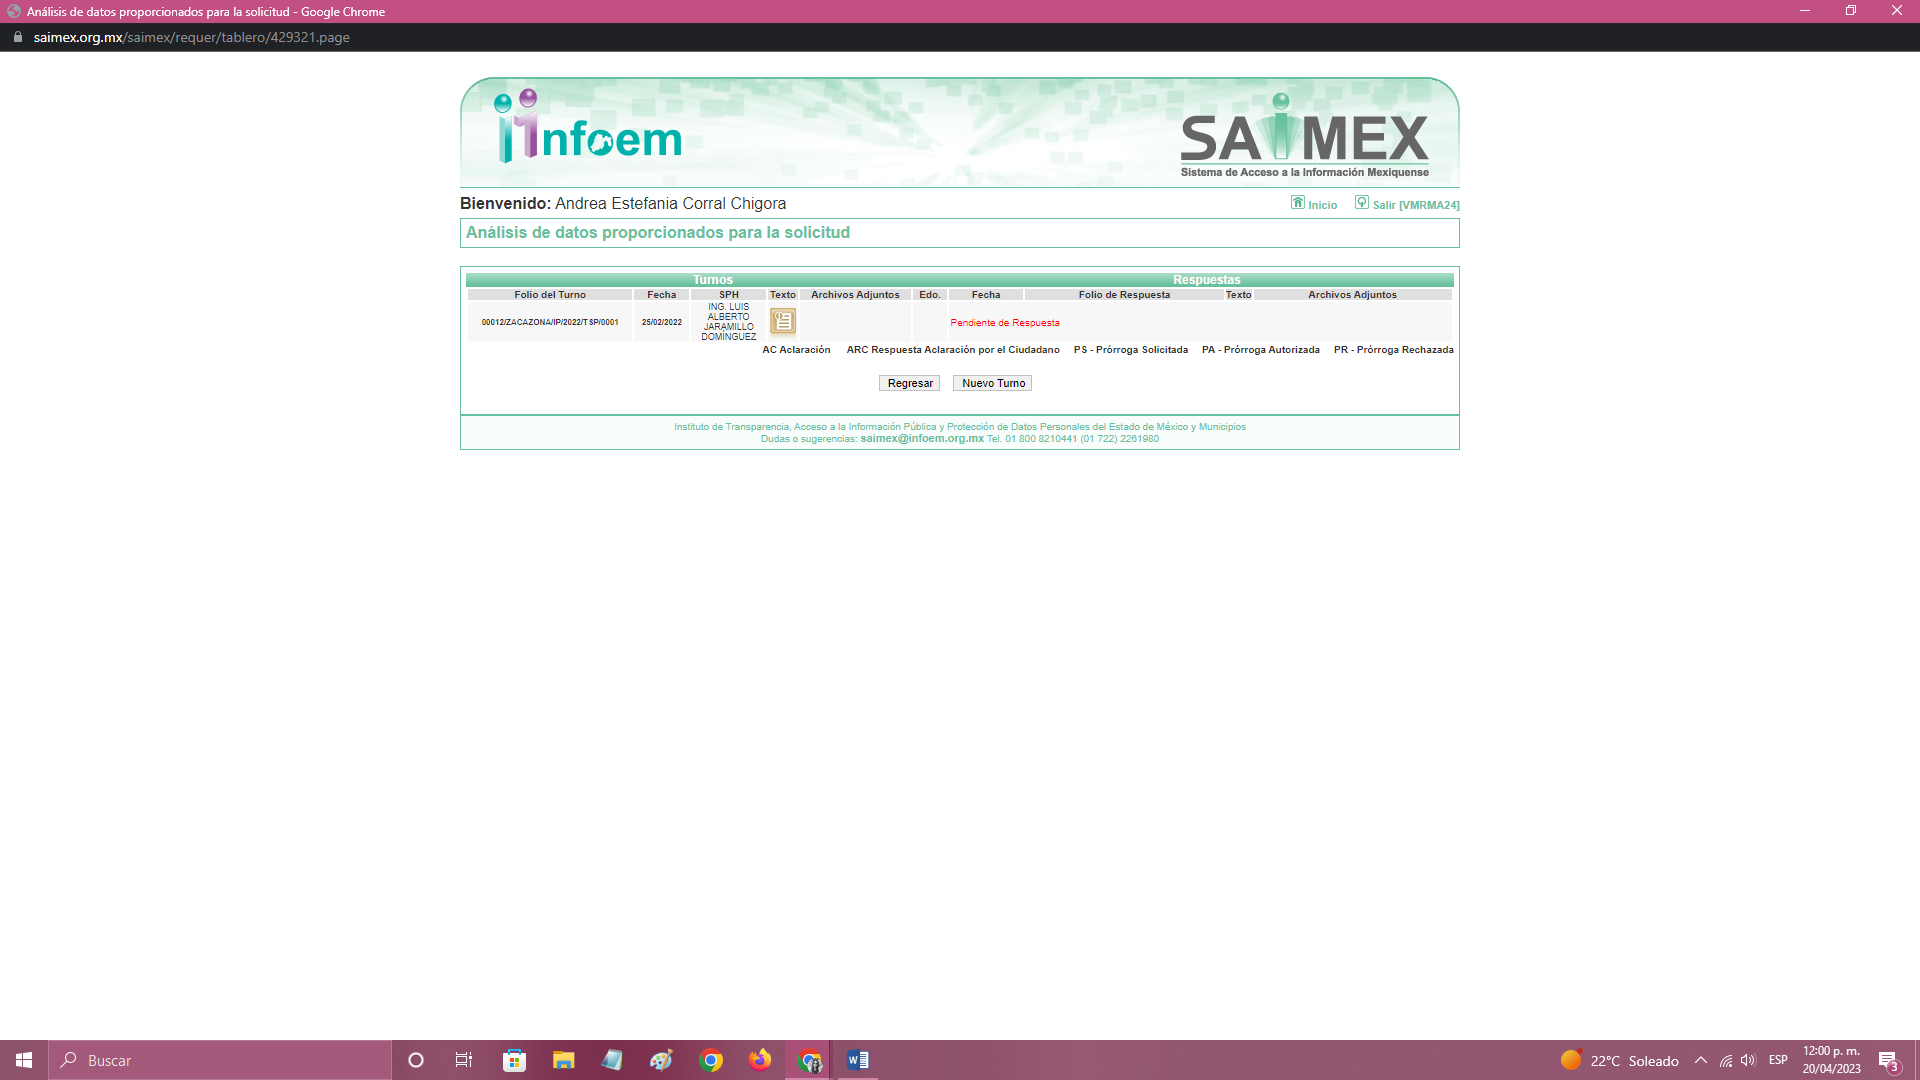 Análisis de datos proporcionados para la solicitud - Google Chrome
saimex.org.mx/saimex/requer/tablero/429321.page
infoem
SAIMEX
Sistema de Acceso a la Información Mexiquense
Bienvenido: Andrea Estefania Corral Chigora
Inicio Salir [VMRMA24]
Análisis de datos proporcionados para la solicitud
Turnos Respuestas
Folio del Turno Fecha SPH Texto Archivos Adjuntos Edo. Fecha Folio de Respuesta Texto Archivos Adjuntos
00012/ZACAZONA/IP/2022/TSP/0001 25/02/2022 ING. LUIS ALBERTO JARAMILLO DOMÍNGUEZ Pendiente de Respuesta
AC Aclaración ARC Respuesta Aclaración por el Ciudadano PS - Prórroga Solicitada PA - Prórroga Autorizada PR - Prórroga Rechazada
Regresar Nuevo Turno
Instituto de Transparencia, Acceso a la Información Pública y Protección de Datos Personales del Estado de México y Municipios
Dudas o sugerencias: saimex@infoem.org.mx Tel. 01 800 8210441 (01 722) 2261980
Buscar
22°C Soleado
ESP
12:00 p. m.
20/04/2023
3